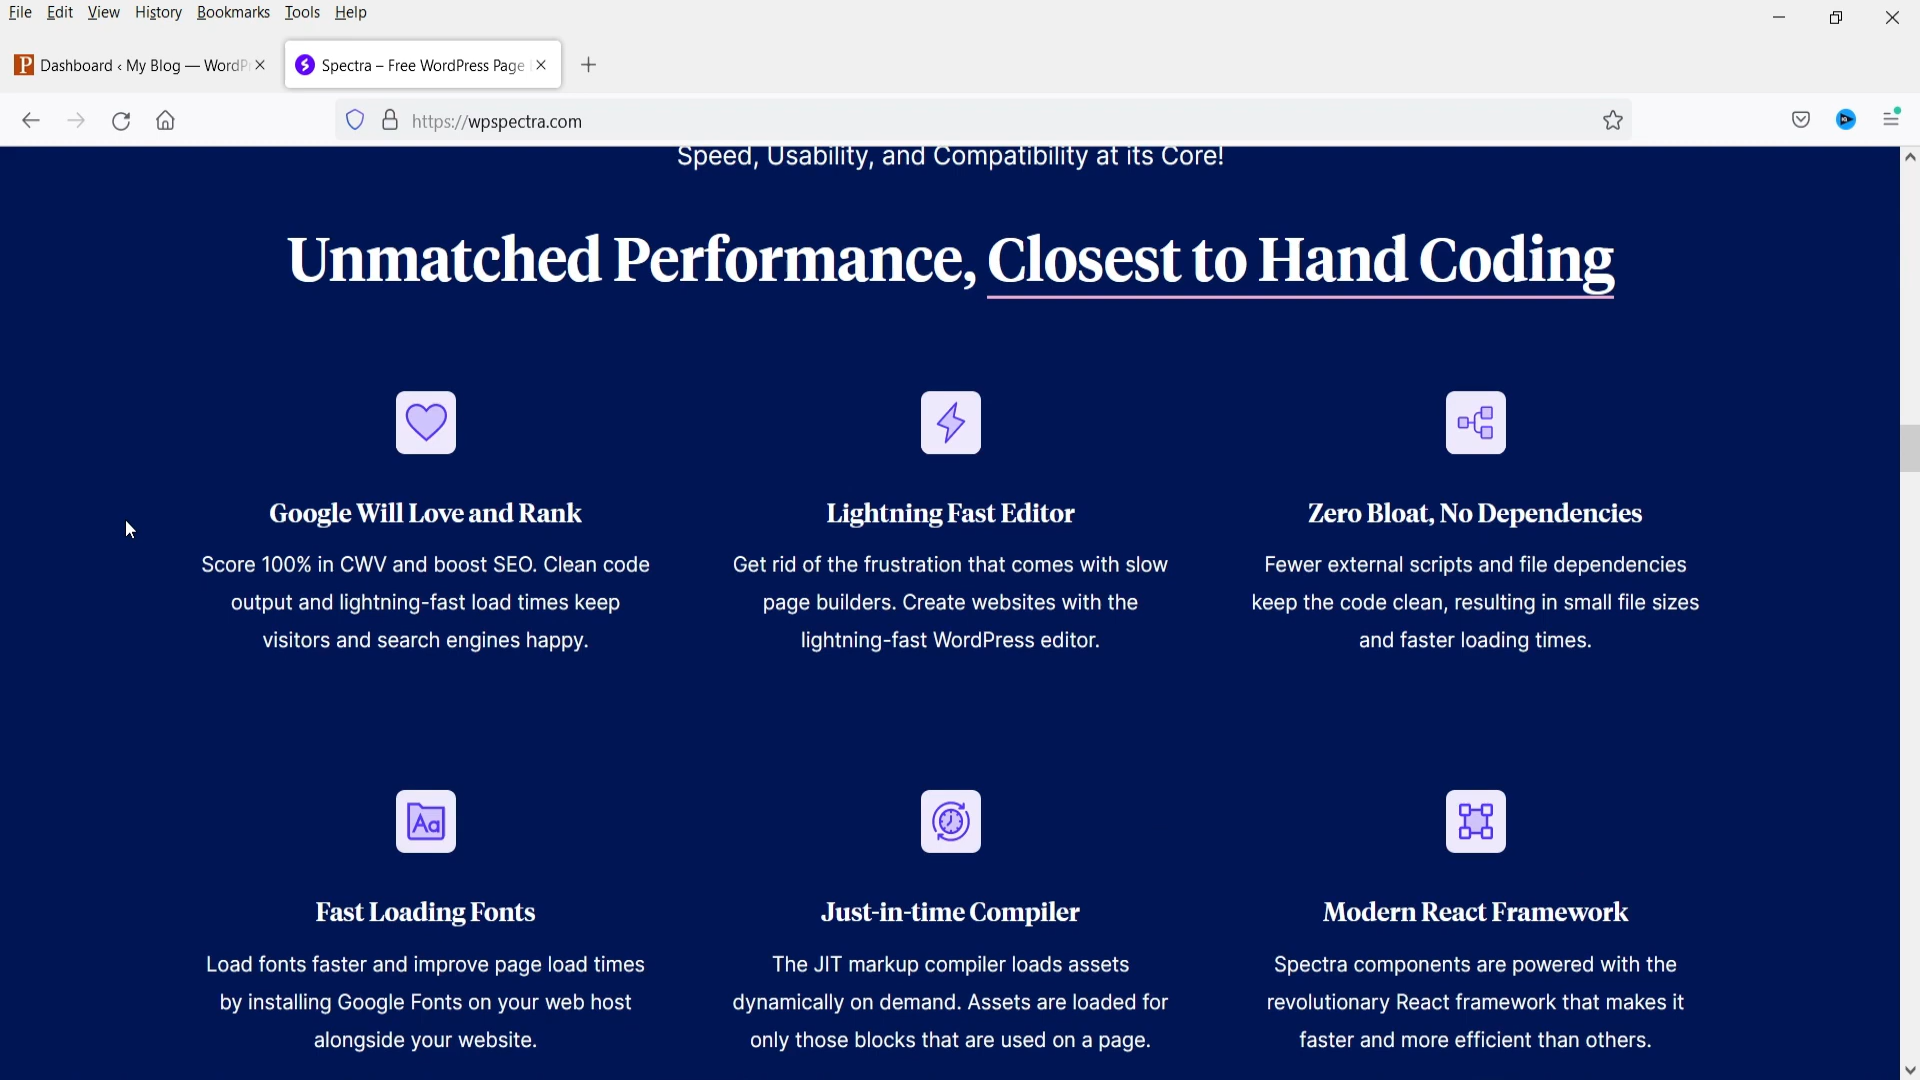 File Edit View History Bookmarks Tools Help
Dashboard ‹ My Blog — WordP
Spectra – Free WordPress Page
https://wpspectra.com
Speed, Usability, and Compatibility at its Core!
Unmatched Performance, Closest to Hand Coding
Google Will Love and Rank
Score 100% in CWV and boost SEO. Clean code
output and lightning-fast load times keep
visitors and search engines happy.
Lightning Fast Editor
Get rid of the frustration that comes with slow
page builders. Create websites with the
lightning-fast WordPress editor.
Zero Bloat, No Dependencies
Fewer external scripts and file dependencies
keep the code clean, resulting in small file sizes
and faster loading times.
Aa
Fast Loading Fonts
Load fonts faster and improve page load times
by installing Google Fonts on your web host
alongside your website.
Just-in-time Compiler
The JIT markup compiler loads assets
dynamically on demand. Assets are loaded for
only those blocks that are used on a page.
Modern React Framework
Spectra components are powered with the
revolutionary React framework that makes it
faster and more efficient than others.